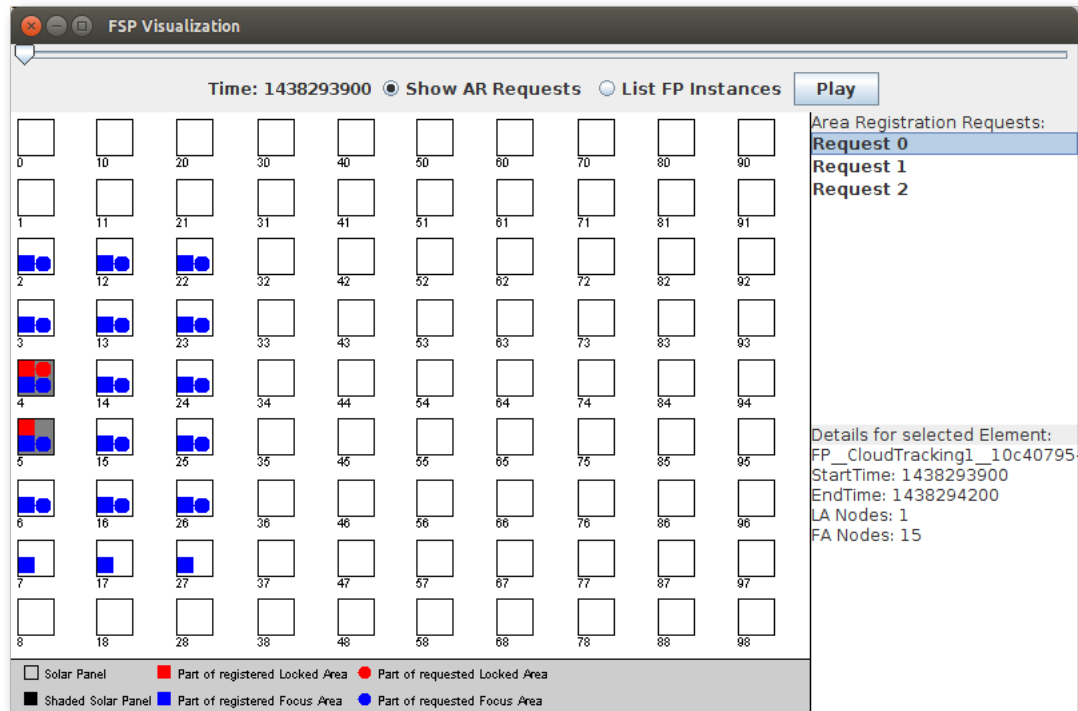 FSP Visualization
Time: 1438293900 Show AR Requests List FP Instances Play
Area Registration Requests:
Request 0
Request 1
Request 2
0 10 20 30 40 50 60 70 80 90
1 11 21 31 41 51 61 71 81 91
2 12 22 32 42 52 62 72 82 92
3 13 23 33 43 53 63 73 83 93
4 14 24 34 44 54 64 74 84 94
5 15 25 35 45 55 65 75 85 95
6 16 26 36 46 56 66 76 86 96
7 17 27 37 47 57 67 77 87 97
8 18 28 38 48 58 68 78 88 98
Details for selected Element:
FP__CloudTracking1__10c40795-
StartTime: 1438293900
EndTime: 1438294200
LA Nodes: 1
FA Nodes: 15
Solar Panel Part of registered Locked Area Part of requested Locked Area
Shaded Solar Panel Part of registered Focus Area Part of requested Focus Area